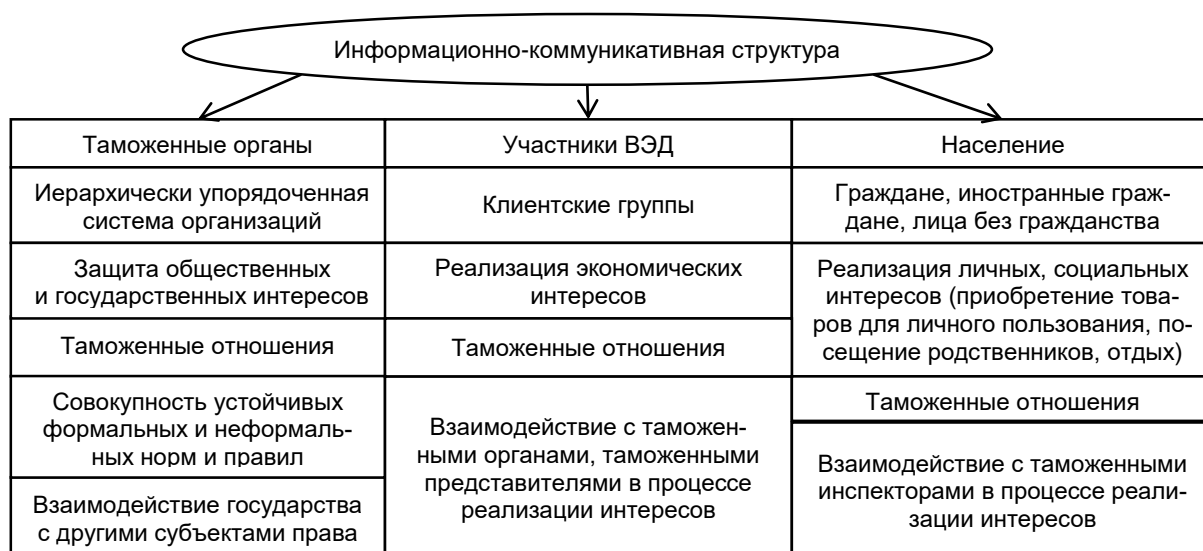 Информационно-коммуникативная структура
Таможенные органы
Иерархически упорядоченная
система организаций
Защита общественных
и государственных интересов
Таможенные отношения
Совокупность устойчивых
формальных и неформаль-
ных норм и правил
Взаимодействие государства
с другими субъектами права
Участники ВЭД
Клиентские группы
Реализация экономических
интересов
Таможенные отношения
Взаимодействие с таможен-
ными органами, таможенными
представителями в процессе
реализации интересов
Население
Граждане, иностранные граж-
дане, лица без гражданства
Реализация личных, социальных
интересов (приобретение това-
ров для личного пользования, по-
сещение родственников, отдых)
Таможенные отношения
Взаимодействие с таможенными
инспекторами в процессе реали-
зации интересов